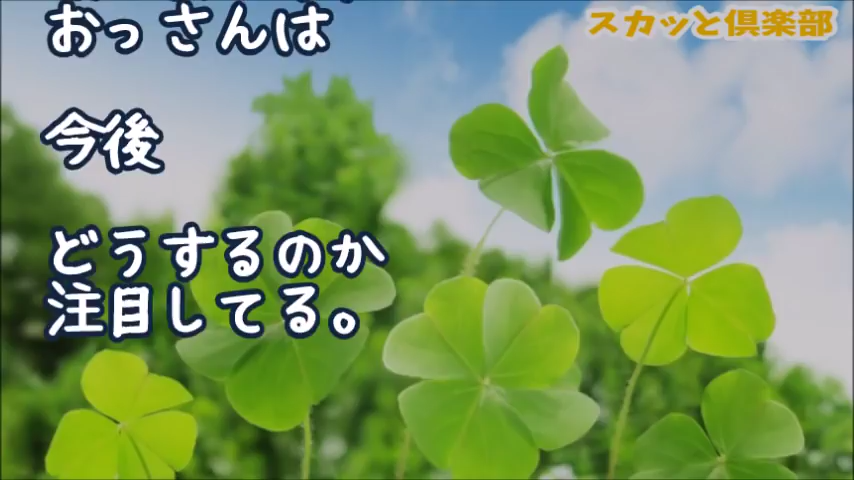 スカッと倶楽部
おっさんは
今後
どうするのか
注目してる。